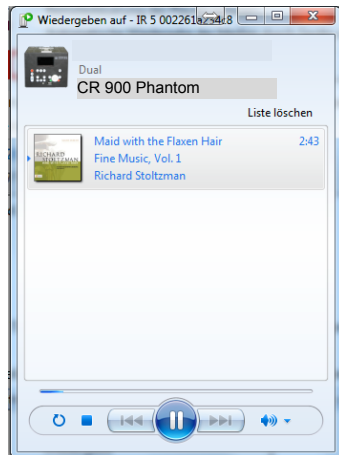 Wiedergeben auf - IR 5 002261a2s4c8
Dual
CR 900 Phantom
Liste löschen
Maid with the Flaxen Hair 2:43
Fine Music, Vol. 1
Richard Stoltzman
RICHARD
STOLTZMAN